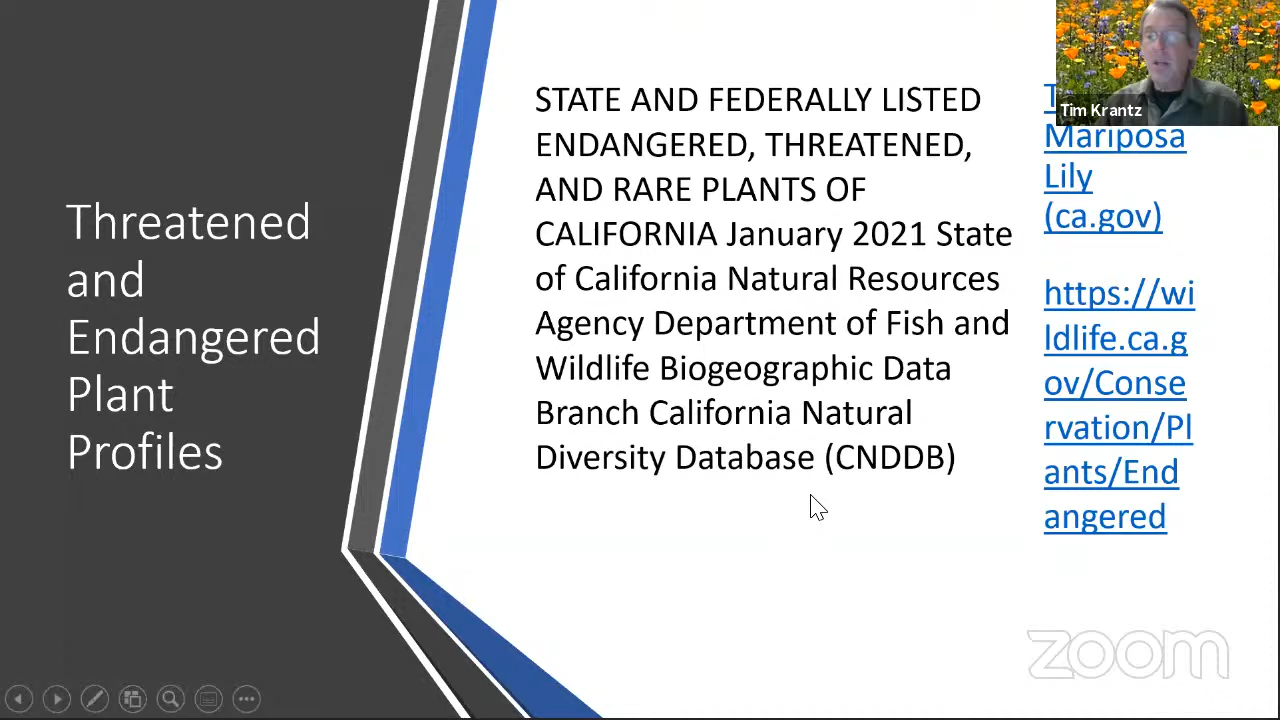 Threatened
and
Endangered
Plant
Profiles
STATE AND FEDERALLY LISTED
ENDANGERED, THREATENED,
AND RARE PLANTS OF
CALIFORNIA January 2021 State
of California Natural Resources
Agency Department of Fish and
Wildlife Biogeographic Data
Branch California Natural
Diversity Database (CNDDB)
Tim Krantz
Mariposa
Lily
(ca.gov)
https://wi
ldlife.ca.g
ov/Conse
rvation/Pl
ants/End
angered
zoom